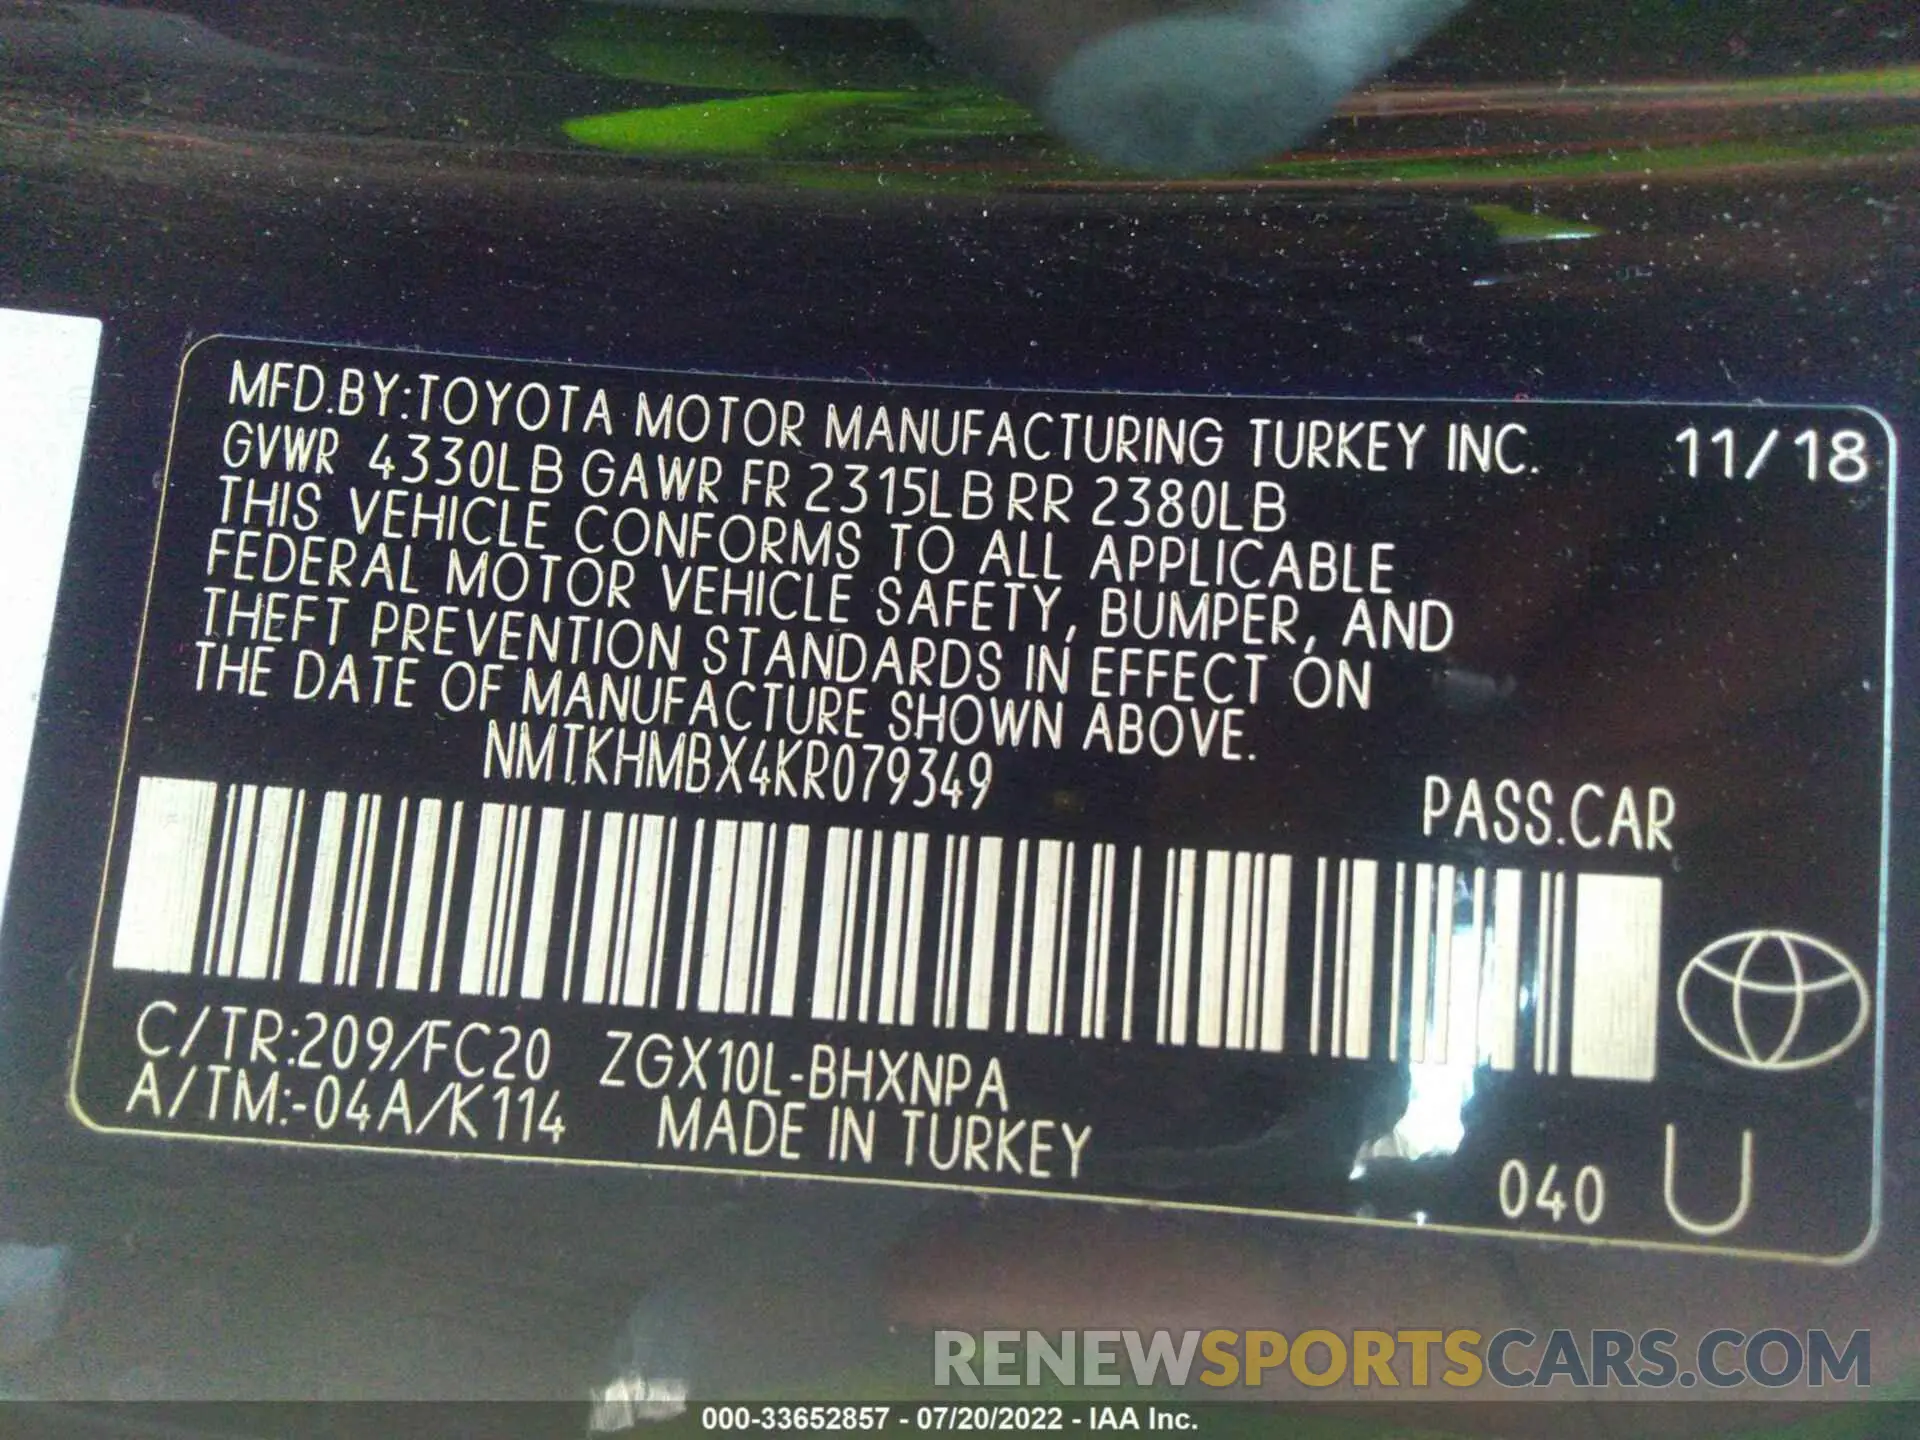 MFD.BY:TOYOTA MOTOR MANUFACTURING TURKEY INC. 11/18
GVWR 4330LB GAWR FR 2315LB RR 2380LB
THIS VEHICLE CONFORMS TO ALL APPLICABLE
FEDERAL MOTOR VEHICLE SAFETY, BUMPER, AND
THEFT PREVENTION STANDARDS IN EFFECT ON
THE DATE OF MANUFACTURE SHOWN ABOVE.
NMTKHMBX4KR079349
PASS.CAR
C/TR:209/FC20 ZGX10L-BHXNPA
A/TM:-04A/K114 MADE IN TURKEY
040 U
RENEWSPORTSCARS.COM
000-33652857 - 07/20/2022 - IAA Inc.